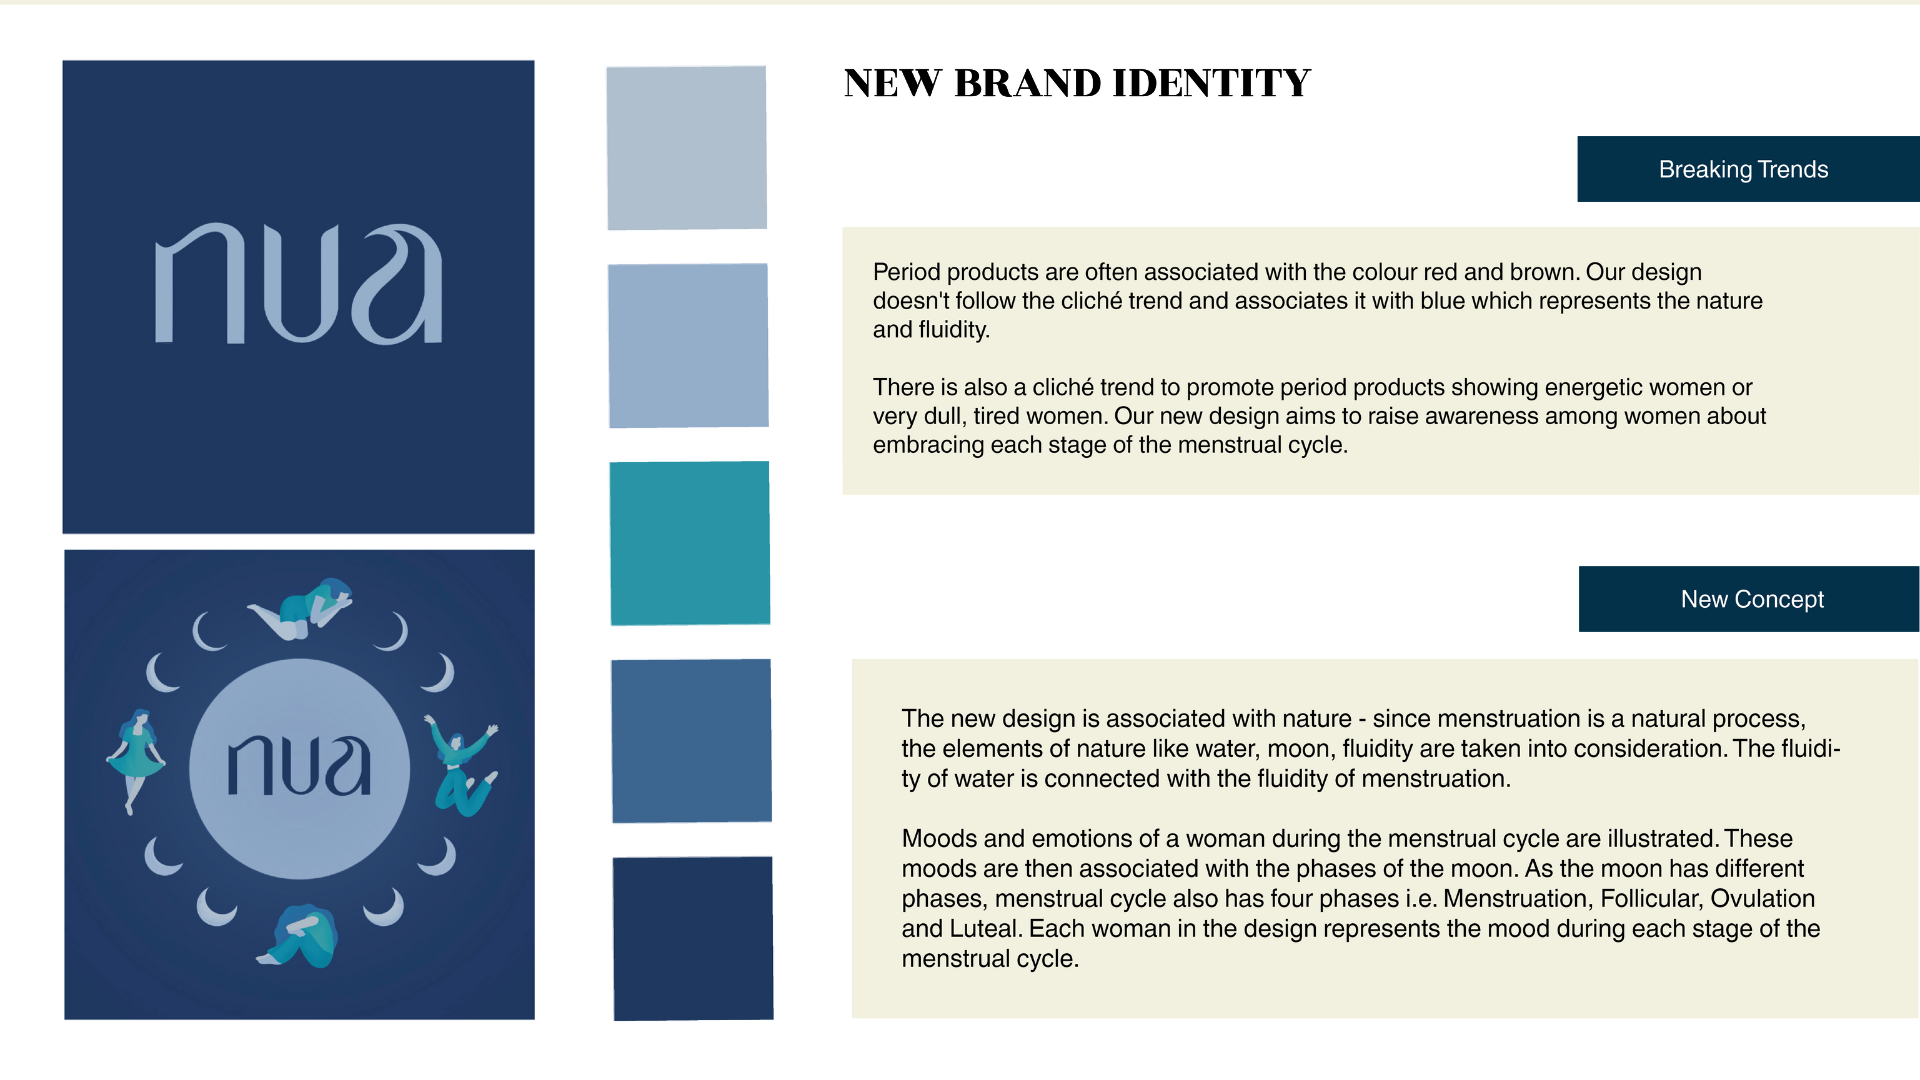 nua
nua
NEW BRAND IDENTITY
Breaking Trends
Period products are often associated with the colour red and brown. Our design
doesn't follow the cliché trend and associates it with blue which represents the nature
and fluidity.
There is also a cliché trend to promote period products showing energetic women or
very dull, tired women. Our new design aims to raise awareness among women about
embracing each stage of the menstrual cycle.
New Concept
The new design is associated with nature - since menstruation is a natural process,
the elements of nature like water, moon, fluidity are taken into consideration. The fluidi-
ty of water is connected with the fluidity of menstruation.
Moods and emotions of a woman during the menstrual cycle are illustrated. These
moods are then associated with the phases of the moon. As the moon has different
phases, menstrual cycle also has four phases i.e. Menstruation, Follicular, Ovulation
and Luteal. Each woman in the design represents the mood during each stage of the
menstrual cycle.